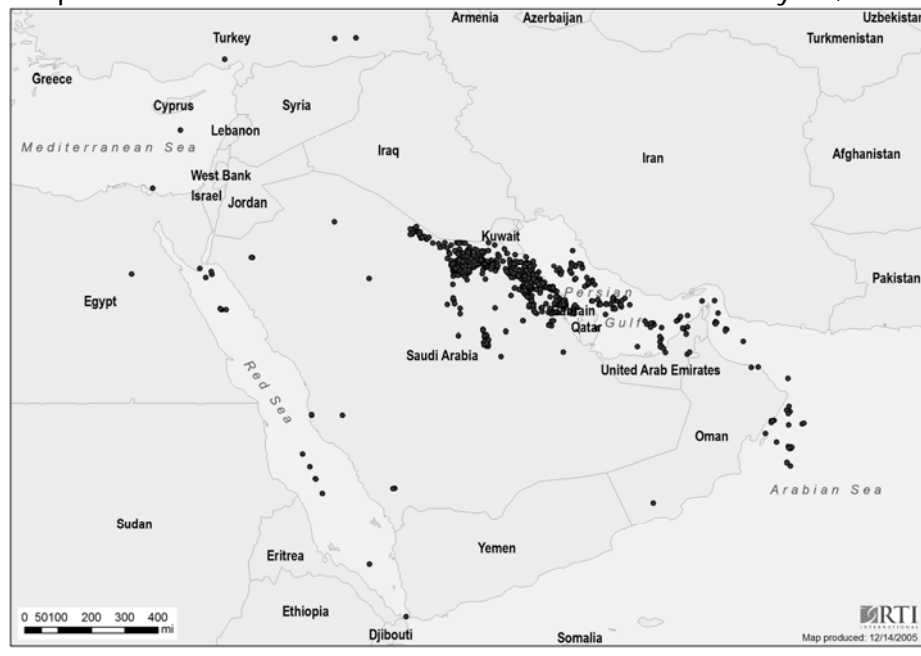 Armenia
Azerbaijan
Uzbekistan
Turkey
Turkmenistan
Greece
Cyprus
Syria
Lebanon
Mediterranean Sea
Iraq
Iran
Afghanistan
West Bank
Israel
Jordan
Kuwait
Pakistan
Egypt
Persian
Gulf
Qatar
Saudi Arabia
United Arab Emirates
Red Sea
Oman
Arabian Sea
Sudan
Yemen
Eritrea
Ethiopia
Djibouti
Somalia
0 50100 200 300 400
mi
RTI
INTERNATIONAL
Map produced: 12/14/2005